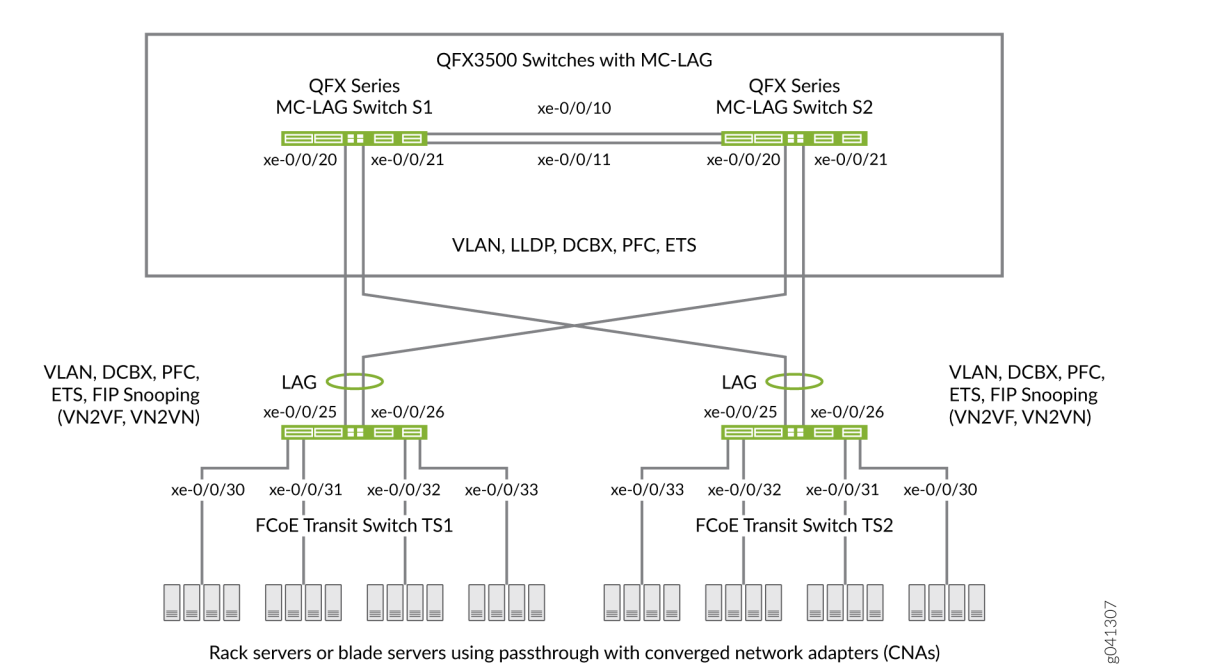 QFX3500 Switches with MC-LAG
QFX Series
MC-LAG Switch S1
xe-0/0/10
QFX Series
MC-LAG Switch S2
xe-0/0/20
xe-0/0/21
xe-0/0/11
xe-0/0/20
xe-0/0/21
VLAN, LLDP, DCBX, PFC, ETS
VLAN, DCBX, PFC,
ETS, FIP Snooping
(VN2VF, VN2VN)
LAG
LAG
VLAN, DCBX, PFC,
ETS, FIP Snooping
(VN2VF, VN2VN)
xe-0/0/25
xe-0/0/26
xe-0/0/25
xe-0/0/26
xe-0/0/30
xe-0/0/31
xe-0/0/32
xe-0/0/33
xe-0/0/33
xe-0/0/32
xe-0/0/31
xe-0/0/30
FCoE Transit Switch TS1
FCoE Transit Switch TS2
Rack servers or blade servers using passthrough with converged network adapters (CNAs)
g041307